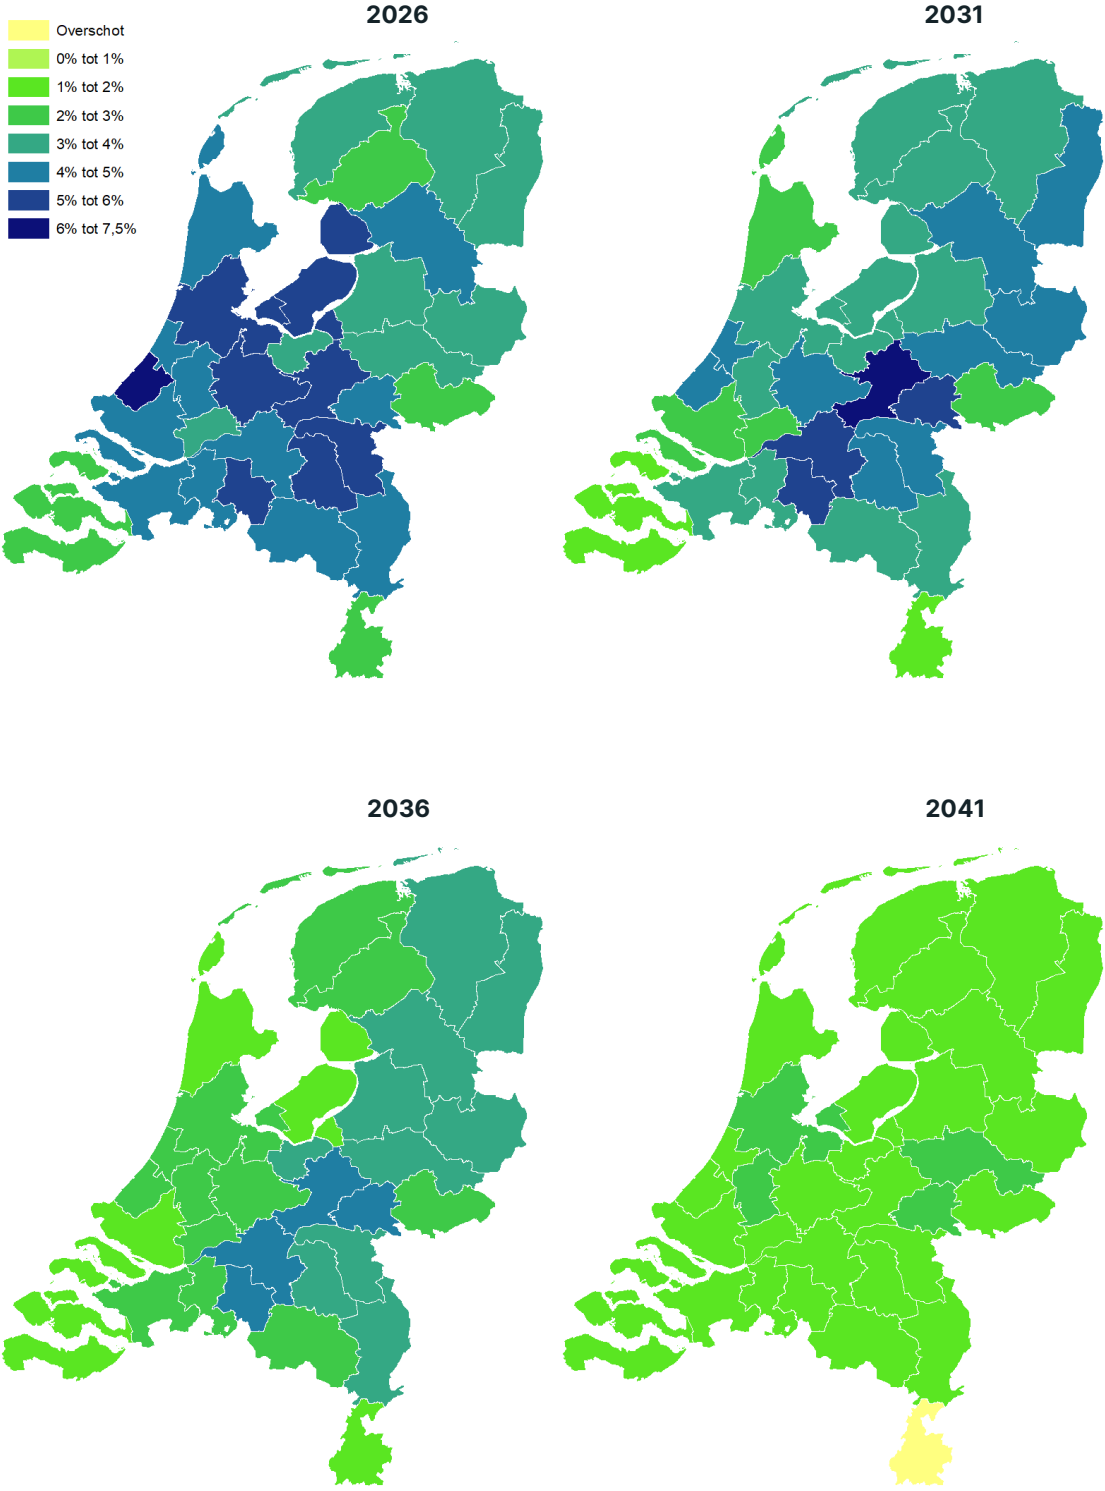 2026
2031
Overschot
0% tot 1%
1% tot 2%
2% tot 3%
3% tot 4%
4% tot 5%
5% tot 6%
6% tot 7,5%
2036
2041